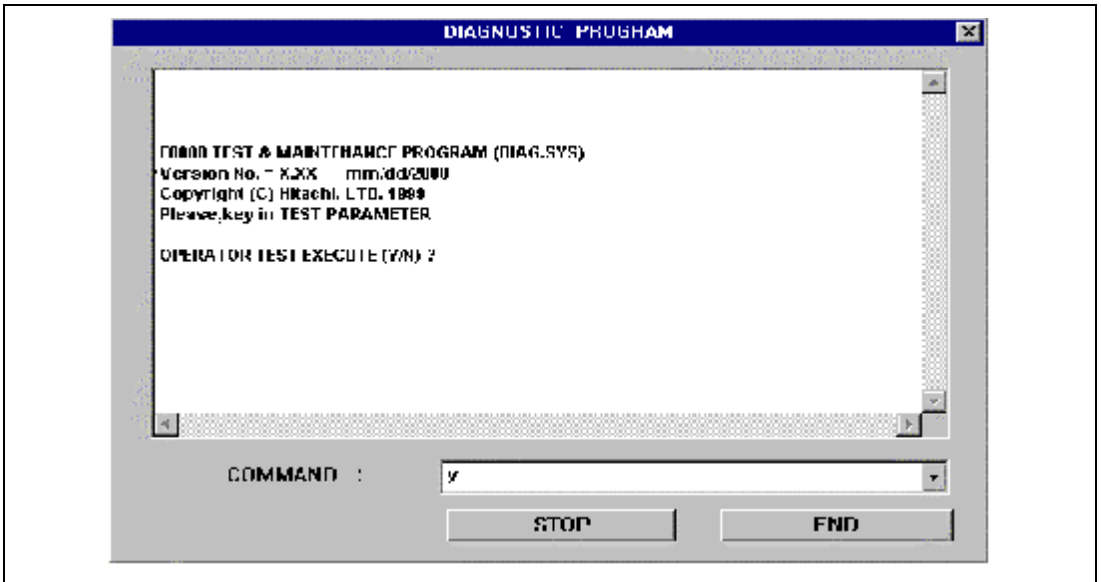 DIAGNOSTIC PROGRAM
TEST & MAINTENANCE PROGRAM (DIAG.SYS)
Version No. = X.XX mm/dd/2000
Copyright (C) Hitachi, LTD. 1999
Please,key in TEST PARAMETER
OPERATOR TEST EXECUTE (Y/N) ?
COMMAND :
y
STOP
END